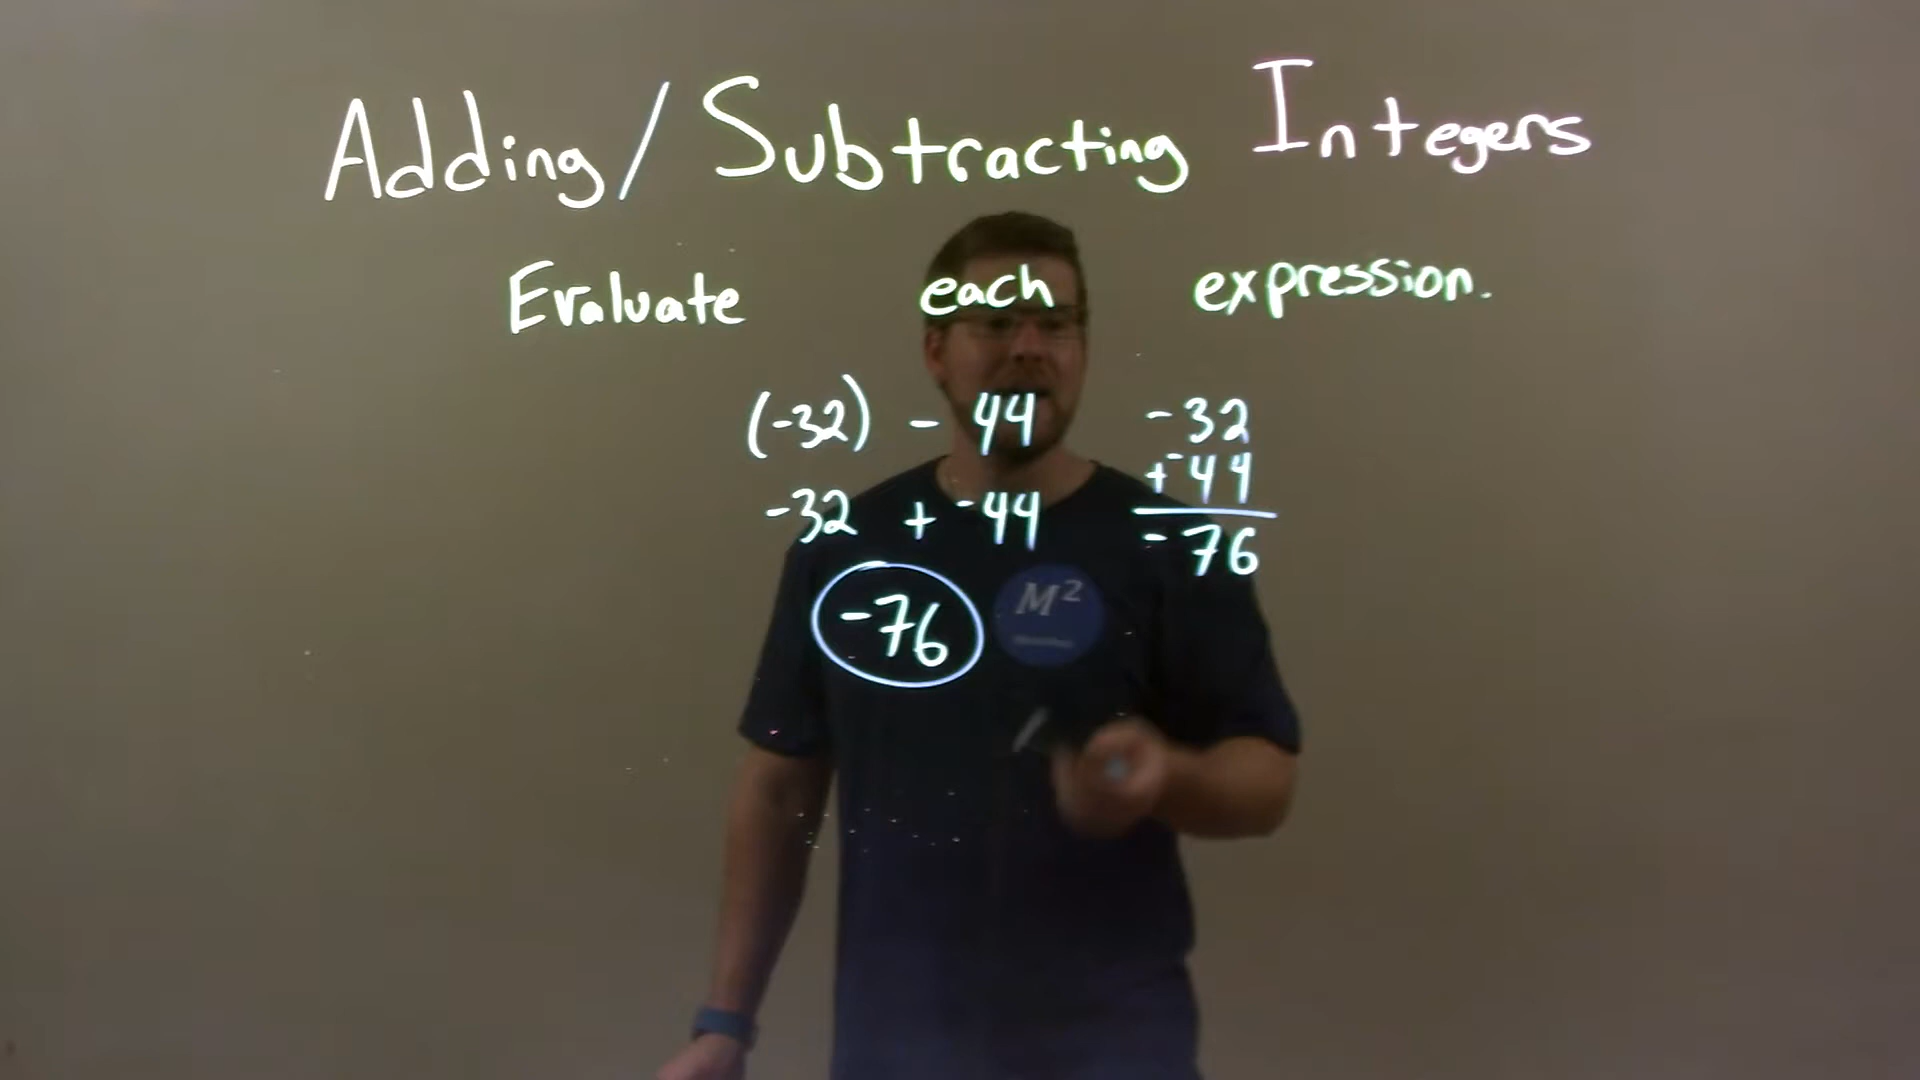 Adding/Subtracting Integers
Evaluate each expression.
(-32) - 44
-32 + -44
-76
-32
+-44
-76
M²